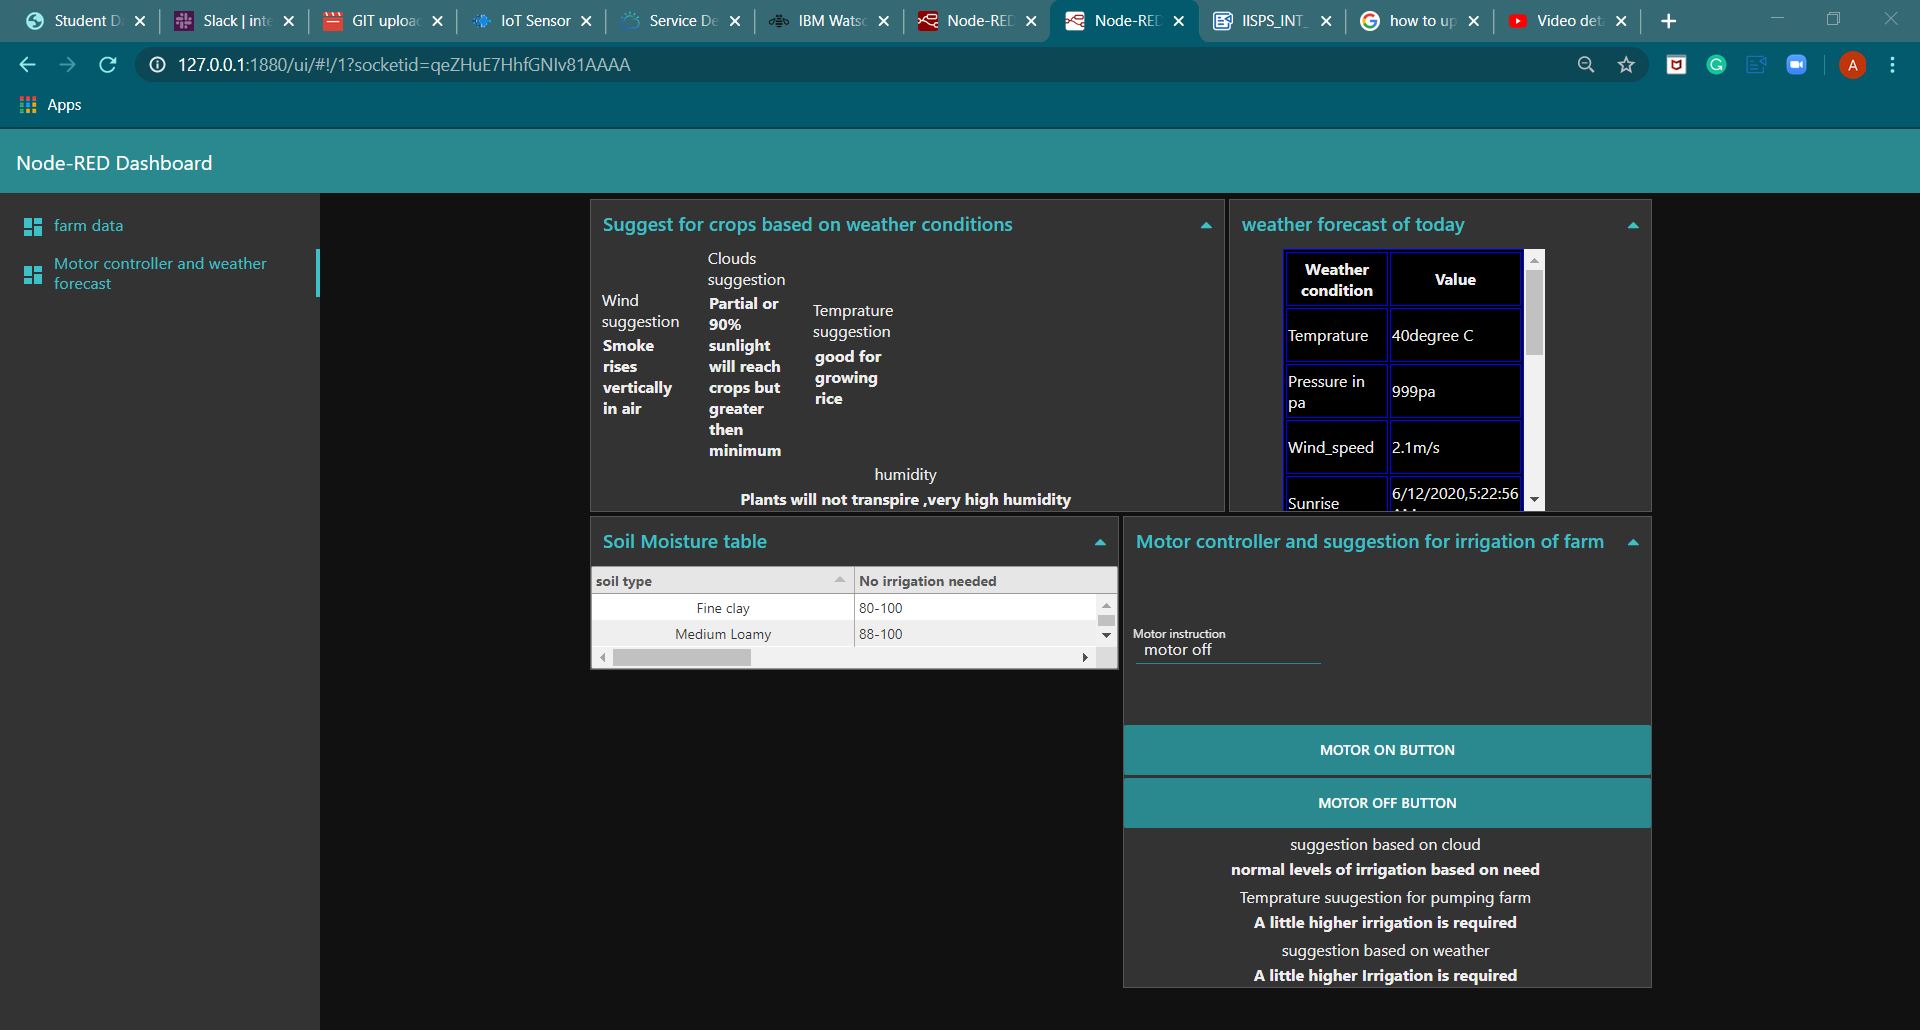 Student D
Slack | inte
GIT upload
IoT Sensor
Service De
IBM Wats
Node-RED
Node-RED
IISPS_INT_
how to up
Video det
127.0.0.1:1880/ui/#!/1?socketid=qeZHuE7HhfGNIv81AAAA
A
Apps
Node-RED Dashboard
farm data
Motor controller and weather
forecast
Suggest for crops based on weather conditions
Wind
suggestion
Smoke
rises
vertically
in air
Clouds
suggestion
Partial or
90%
sunlight
will reach
crops but
greater
then
minimum
Temprature
suggestion
good for
growing
rice
humidity
Plants will not transpire ,very high humidity
weather forecast of today
Weather
condition
Value
Temprature
40degree C
Pressure in
pa
999pa
Wind_speed
2.1m/s
Sunrise
6/12/2020,5:22:56
Soil Moisture table
soil type
No irrigation needed
Fine clay
80-100
Medium Loamy
88-100
Motor controller and suggestion for irrigation of farm
Motor instruction
motor off
MOTOR ON BUTTON
MOTOR OFF BUTTON
suggestion based on cloud
normal levels of irrigation based on need
Temprature suugestion for pumping farm
A little higher irrigation is required
suggestion based on weather
A little higher Irrigation is required